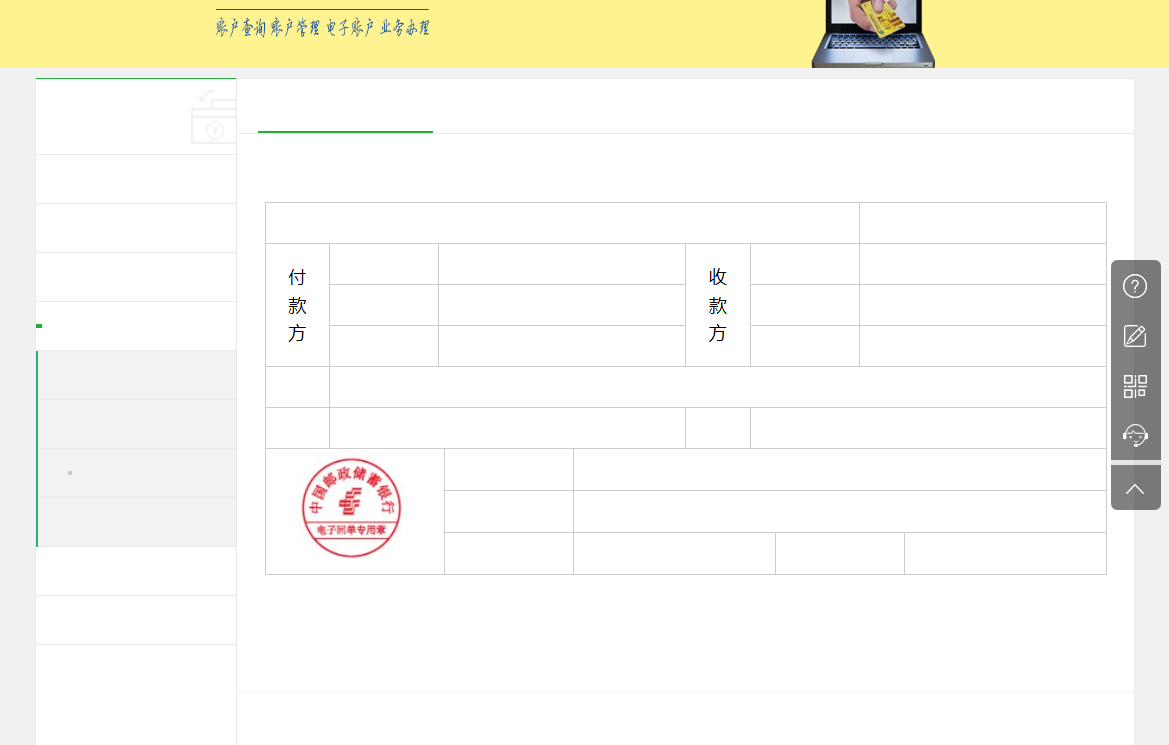 账户查询 账户管理 电子账户 业务办理
付
款
方
收
款
方
中国邮政储蓄银行
电子回单专用章